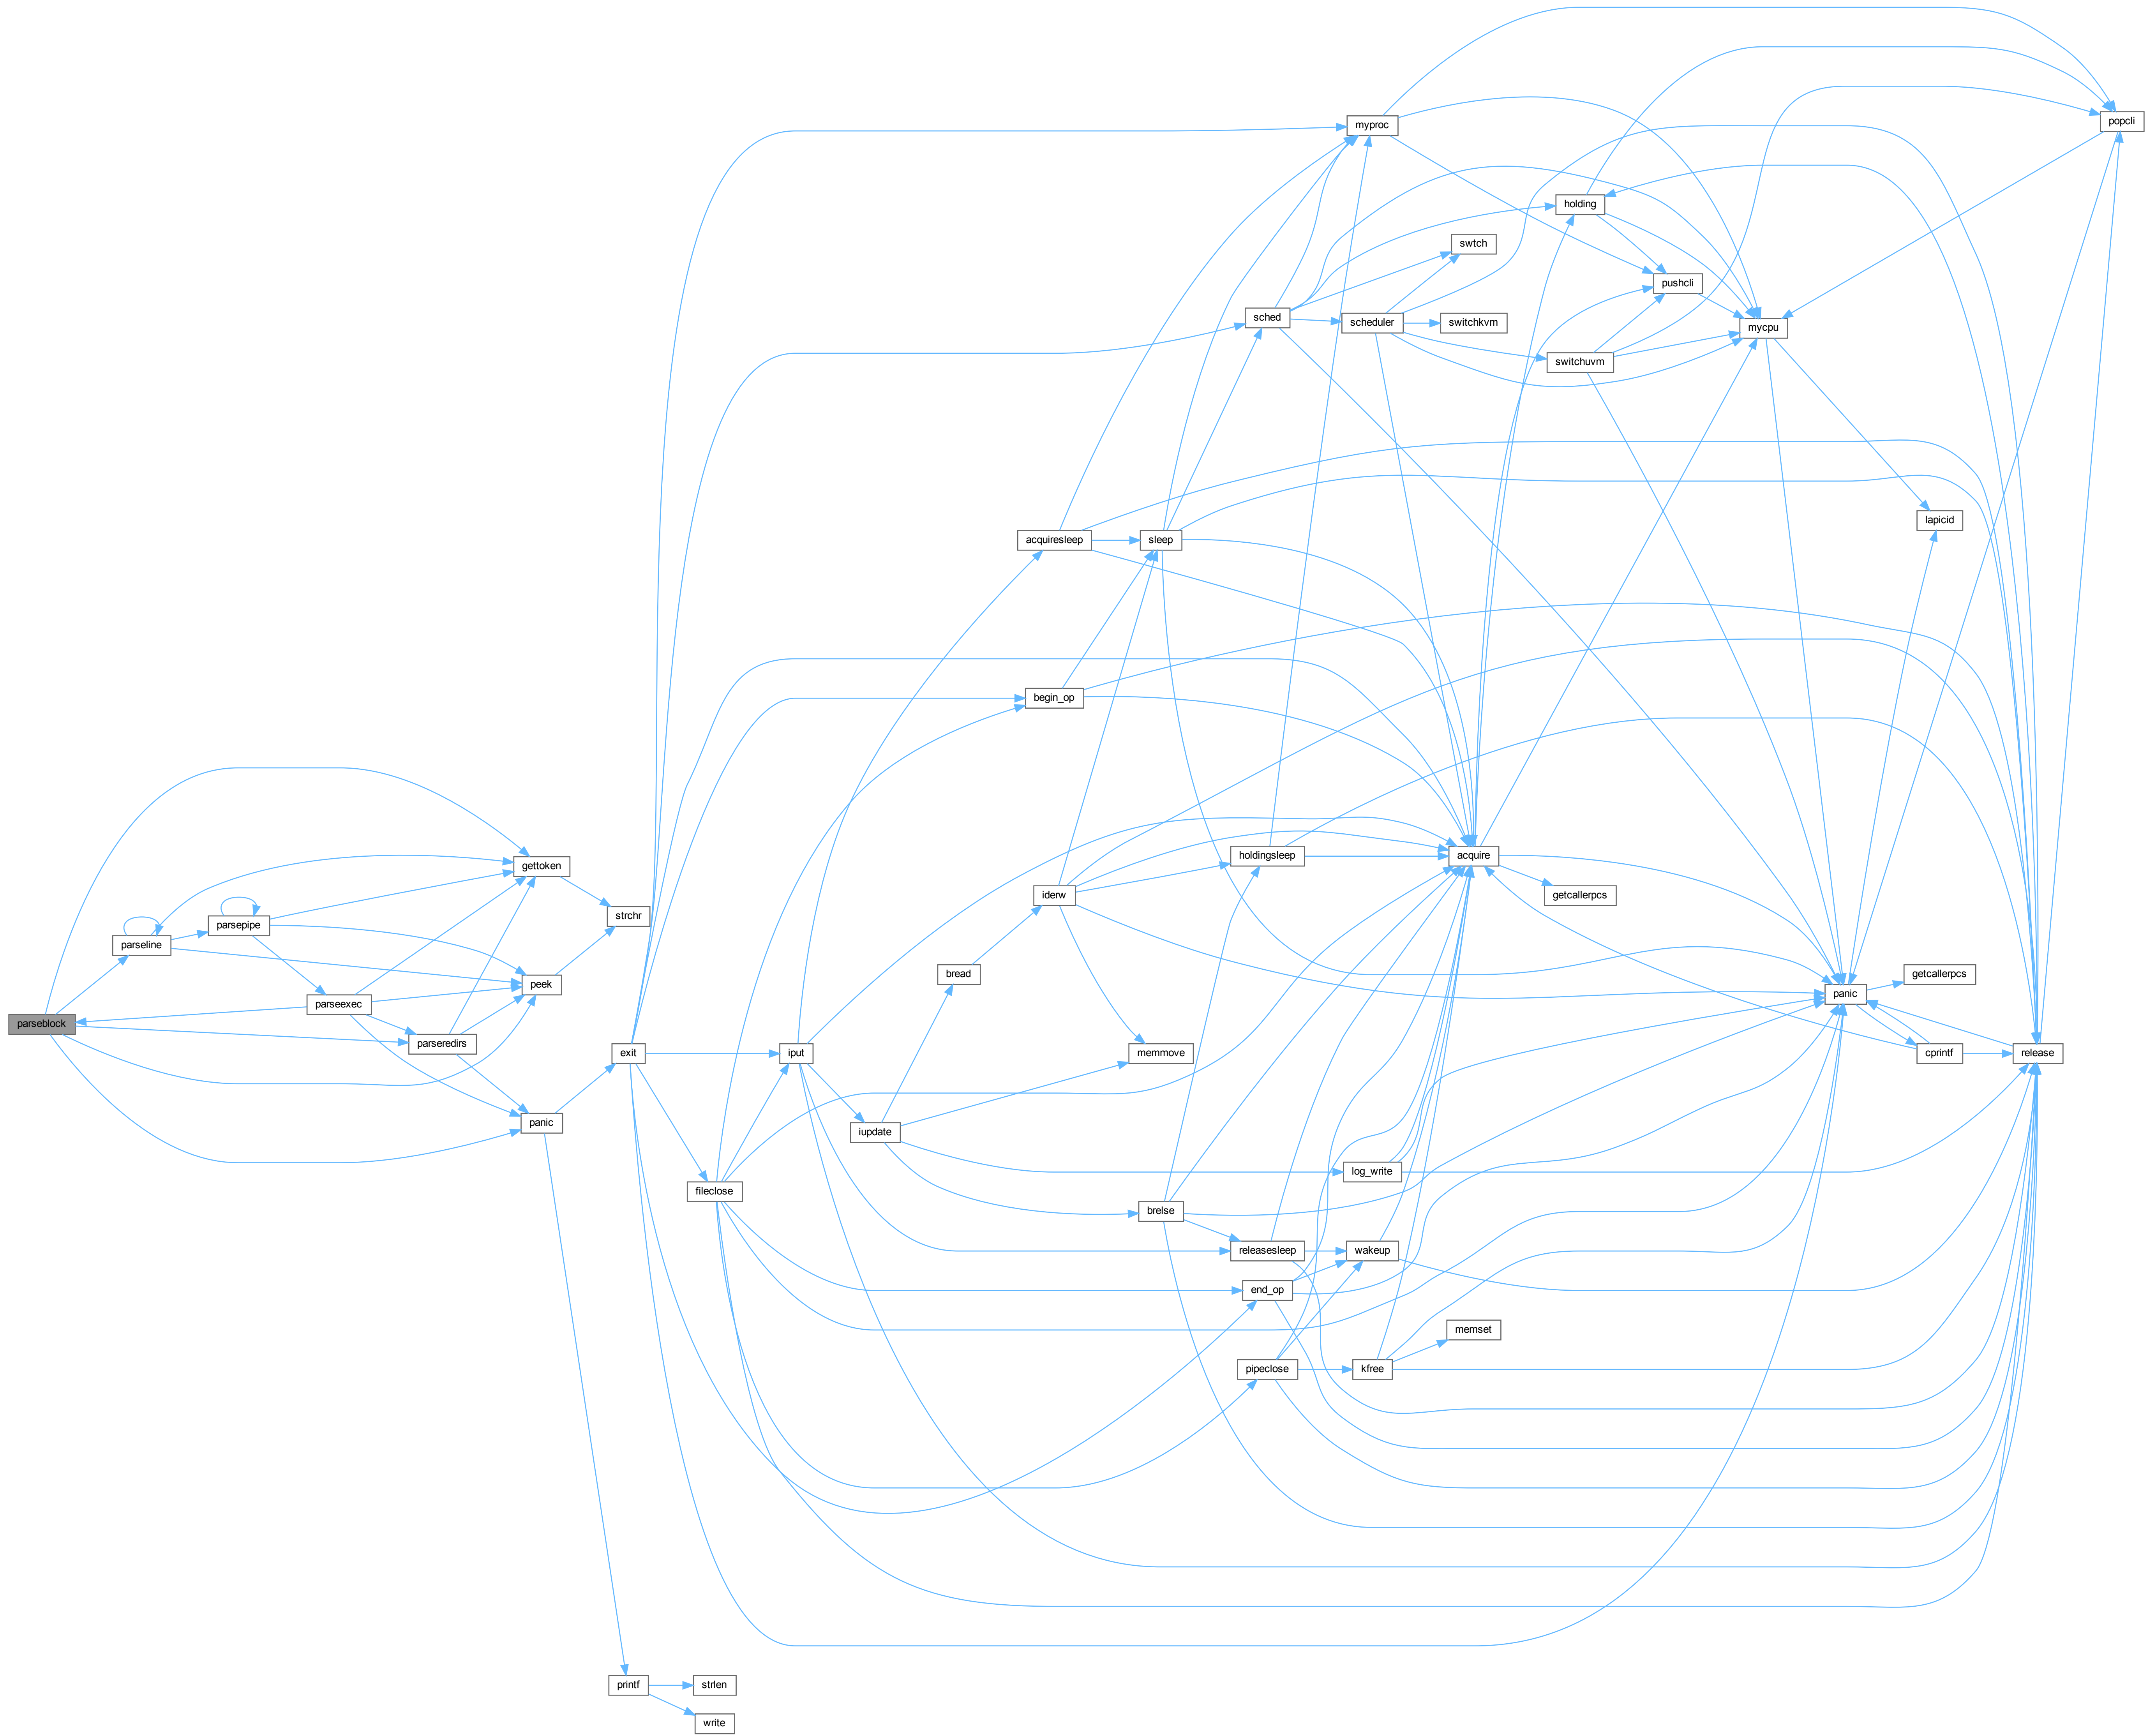 parseblock
parseline
parsepipe
parseexec
parseredirs
gettoken
peek
panic
strchr
exit
printf
strlen
write
fileclose
iput
iupdate
bread
acquiresleep
begin_op
iderw
sleep
memmove
brelse
myproc
sched
holdingsleep
releasesleep
end_op
pipeclose
scheduler
log_write
wakeup
kfree
swtch
switchkvm
acquire
memset
holding
switchuvm
getcallerpcs
pushcli
mycpu
panic
lapicid
getcallerpcs
cprintf
release
popcli